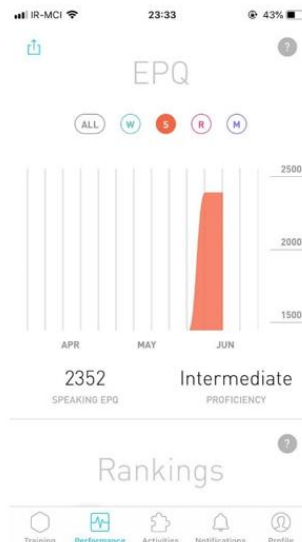 IR-MCI 23:33 43%
?
EPQ
ALL W S R M
2500
2000
1500
APR MAY JUN
2352 Intermediate
SPEAKING EPQ PROFICIENCY
?
Rankings
Training Performance Activities Notifications Profile